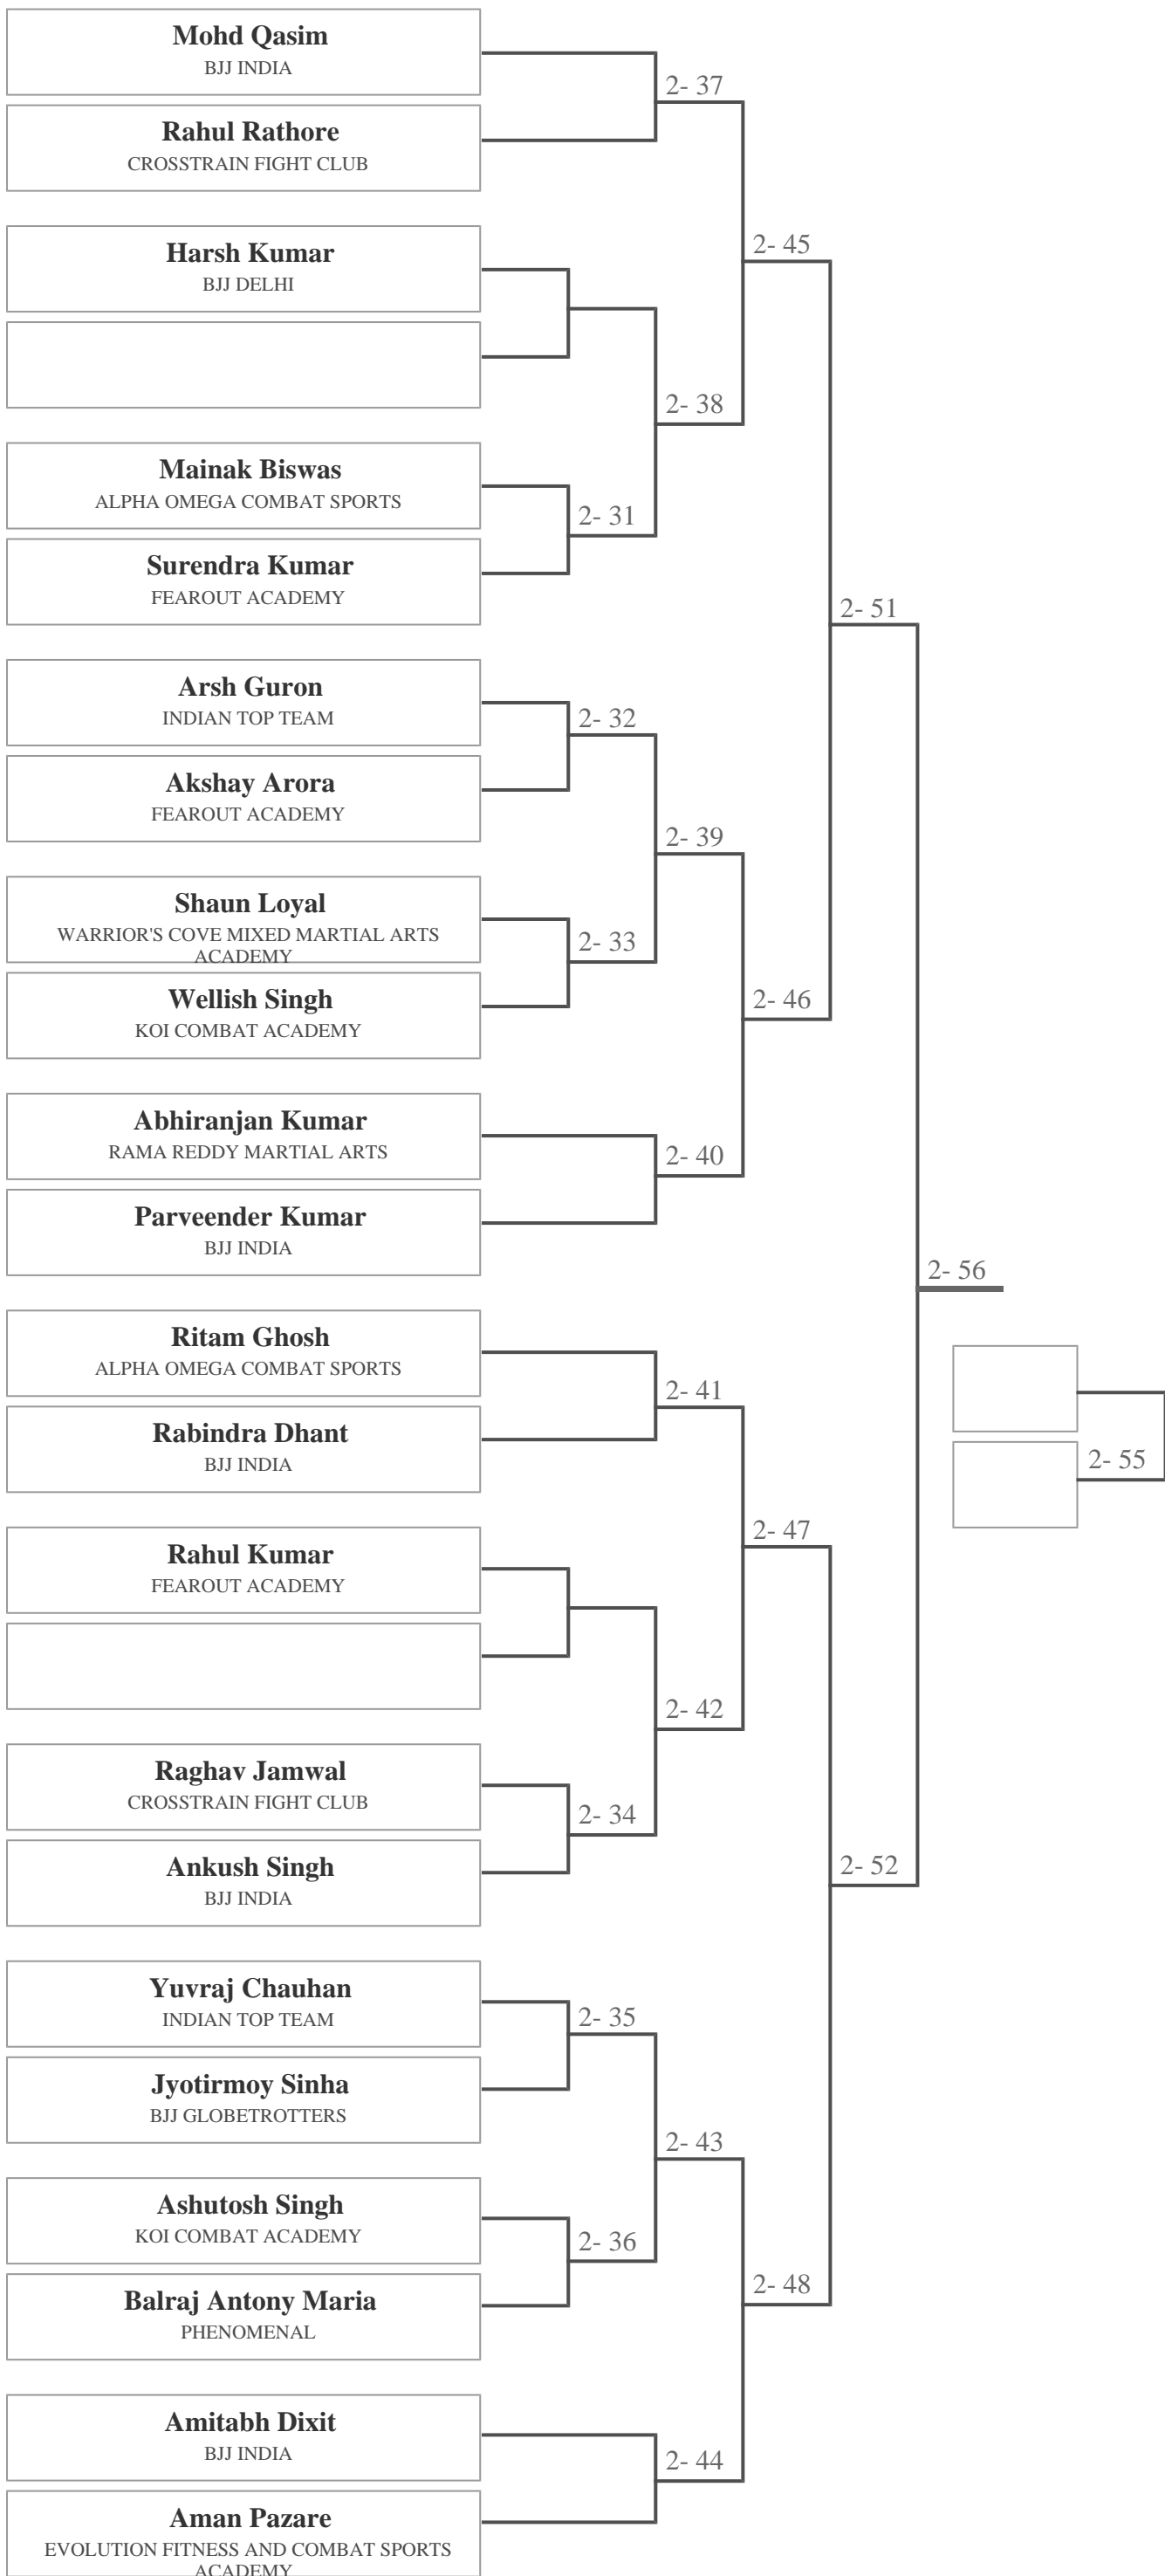 Mohd Qasim
BJJ INDIA
2- 37
Rahul Rathore
CROSSTRAIN FIGHT CLUB
Harsh Kumar
BJJ DELHI
2- 45
2- 38
Mainak Biswas
ALPHA OMEGA COMBAT SPORTS
2- 31
Surendra Kumar
FEAROUT ACADEMY
2- 51
Arsh Guron
INDIAN TOP TEAM
2- 32
Akshay Arora
FEAROUT ACADEMY
2- 39
Shaun Loyal
WARRIOR'S COVE MIXED MARTIAL ARTS
ACADEMY
2- 33
Wellish Singh
KOI COMBAT ACADEMY
2- 46
Abhiranjan Kumar
RAMA REDDY MARTIAL ARTS
2- 40
Parveender Kumar
BJJ INDIA
2- 56
Ritam Ghosh
ALPHA OMEGA COMBAT SPORTS
2- 41
Rabindra Dhant
BJJ INDIA
2- 55
Rahul Kumar
FEAROUT ACADEMY
2- 47
2- 42
Raghav Jamwal
CROSSTRAIN FIGHT CLUB
2- 34
Ankush Singh
BJJ INDIA
2- 52
Yuvraj Chauhan
INDIAN TOP TEAM
2- 35
Jyotirmoy Sinha
BJJ GLOBETROTTERS
2- 43
Ashutosh Singh
KOI COMBAT ACADEMY
2- 36
Balraj Antony Maria
PHENOMENAL
2- 48
Amitabh Dixit
BJJ INDIA
2- 44
Aman Pazare
EVOLUTION FITNESS AND COMBAT SPORTS
ACADEMY